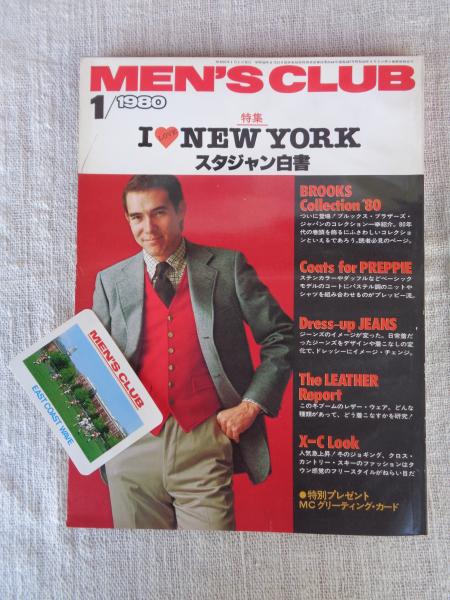 MEN'S CLUB
1/1980
特集
I LOVE NEW YORK
スタジャン白書
BROOKS
Collection '80
ついに登場!ブルックス・ブラザーズ・
ジャパンのコレクション一挙紹介。80年
代の巻頭を飾るにふさわしいコレクショ
ンといえるであろう。読者必見のページ。
Coats for PREPPIE
ステンカラーやダッフルなどベーシック
モデルのコートにパステル調のニットや
シャツを組み合わせるのがプレッピー流。
Dress-up JEANS
ジーンズのイメージが変った。日常着だ
ったジーンズをデザインや着こなしの変
化で、ドレッシーにイメージ・チェンジ。
The LEATHER
Report
この冬ブームのレザー・ウェア。どんな
種類があって、どう着こなすかを研究!
X-C Look
人気急上昇!冬のジョギング、クロス・
カントリー・スキーのファッションはタ
ウン感覚のフリースタイルがねらい目だ
●特別プレゼント
MCグリーティング・カード
MEN'S CLUB
EAST COAST WAVE